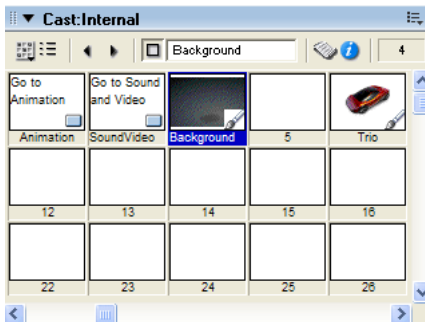 Cast:Internal
Background
4
Go to Animation
Go to Sound and Video
Animation
SoundVideo
Background
5
Trio
12
13
14
15
16
22
23
24
25
26